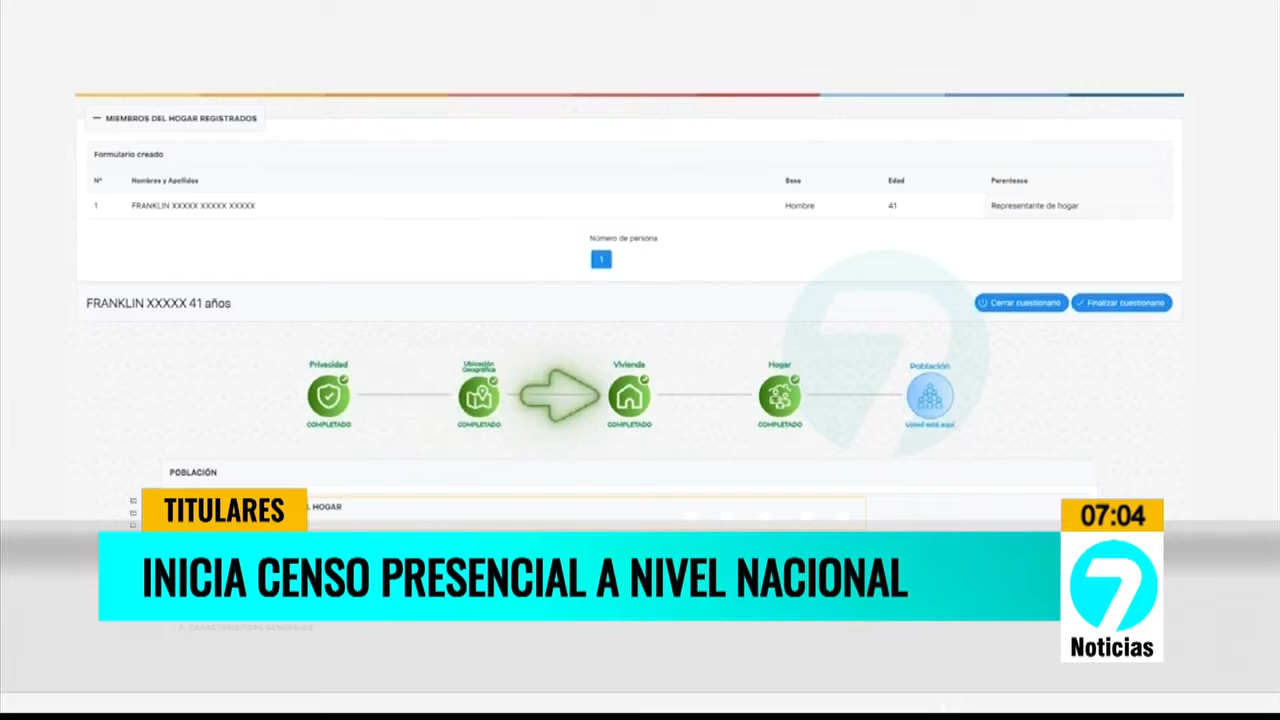 — MIEMBROS DEL HOGAR REGISTRADOS
Formulario creado
Nº Nombres y Apellidos Sexo Edad Parentesco
1 FRANKLIN XXXXX XXXXX XXXXX Hombre 41 Representante de hogar
Número de persona
1
FRANKLIN XXXXX 41 años
Cerrar cuestionario Finalizar cuestionario
Privacidad Ubicación Geográfica Vivienda Hogar Población
COMPLETADO COMPLETADO COMPLETADO COMPLETADO Usted está aquí
POBLACIÓN
HOGAR
TITULARES
07:04
INICIA CENSO PRESENCIAL A NIVEL NACIONAL
7
Noticias
A. CARACTERÍSTICAS GENERALES